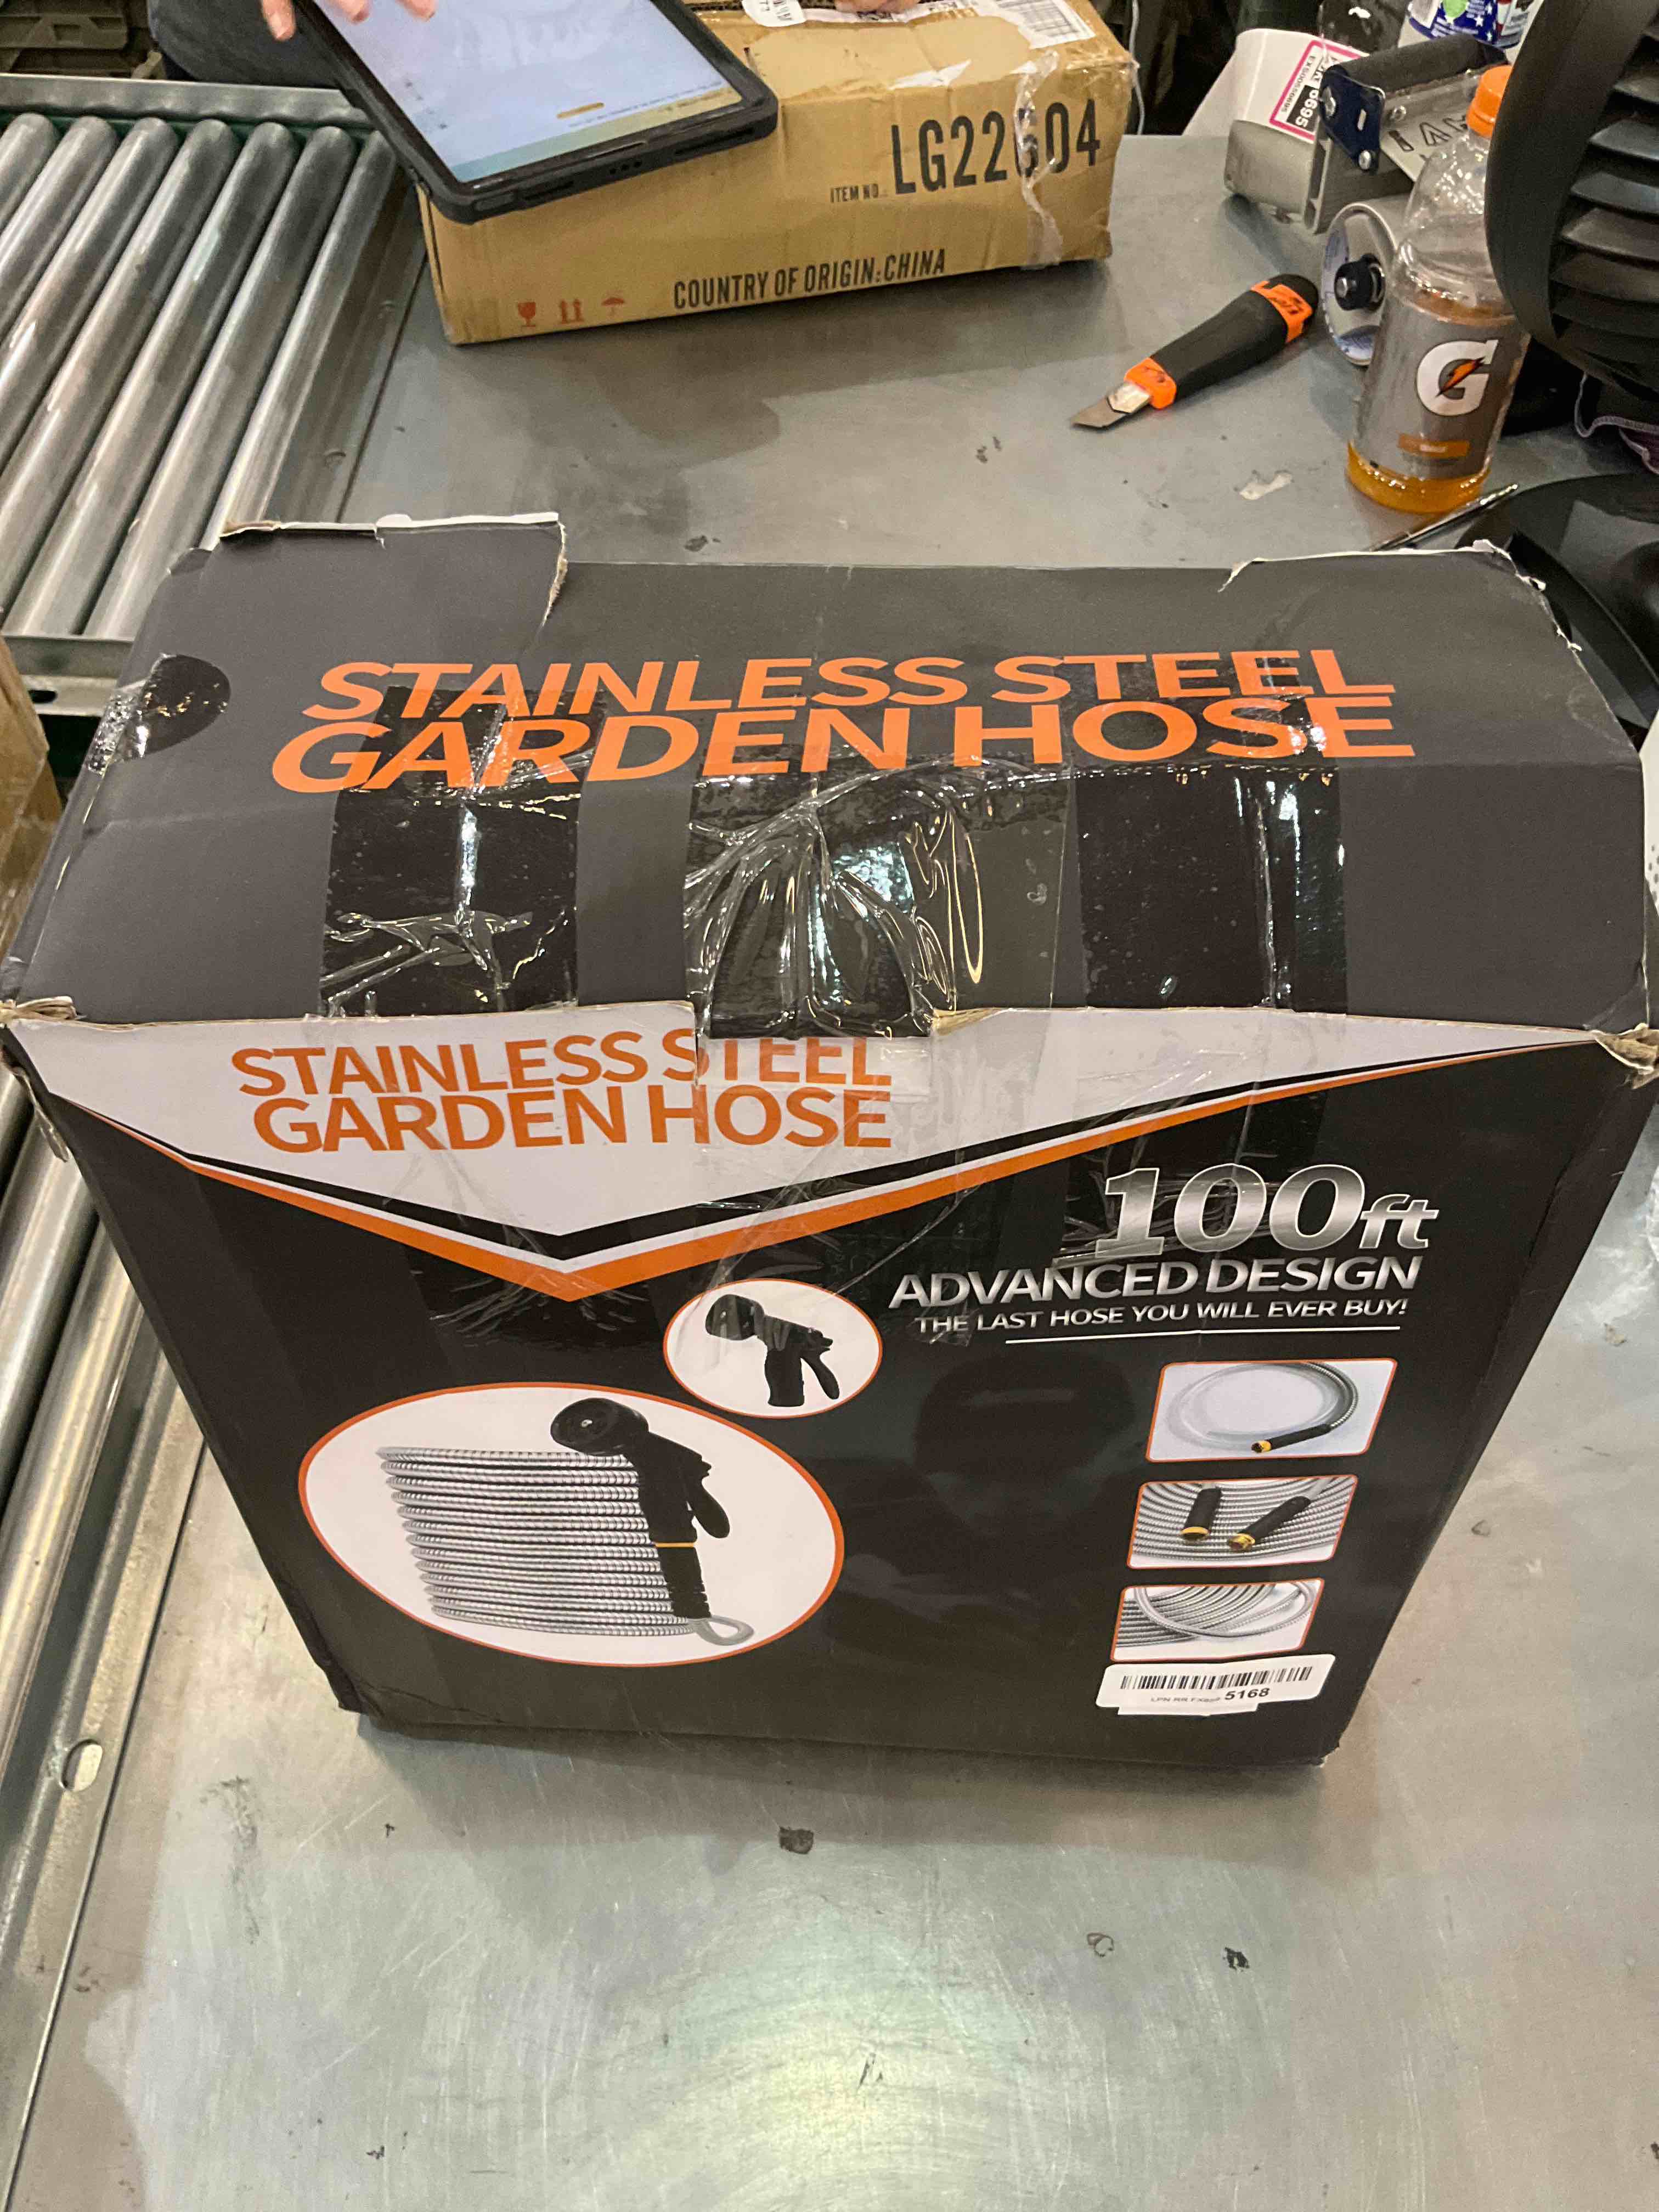 LG22604
ITEM NO.:
COUNTRY OF ORIGIN:CHINA
G
STAINLESS STEEL
GARDEN HOSE
STAINLESS STEEL
GARDEN HOSE
100ft
ADVANCED DESIGN
THE LAST HOSE YOU WILL EVER BUY!
5168